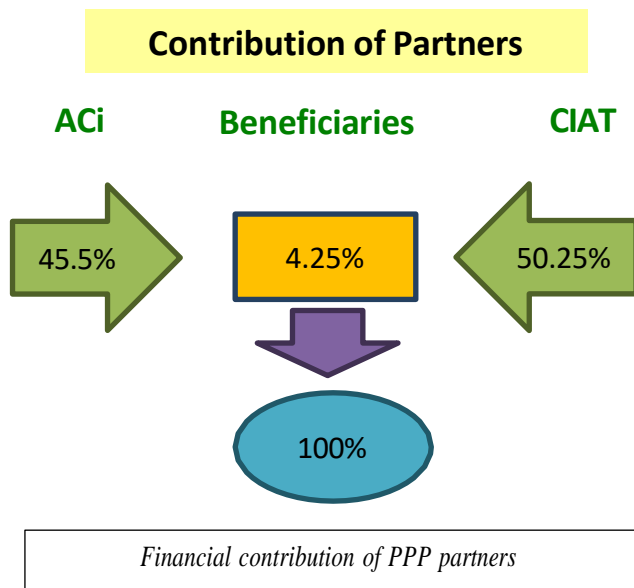 Contribution of Partners
ACi Beneficiaries CIAT
45.5% 4.25% 50.25%
100%
Financial contribution of PPP partners